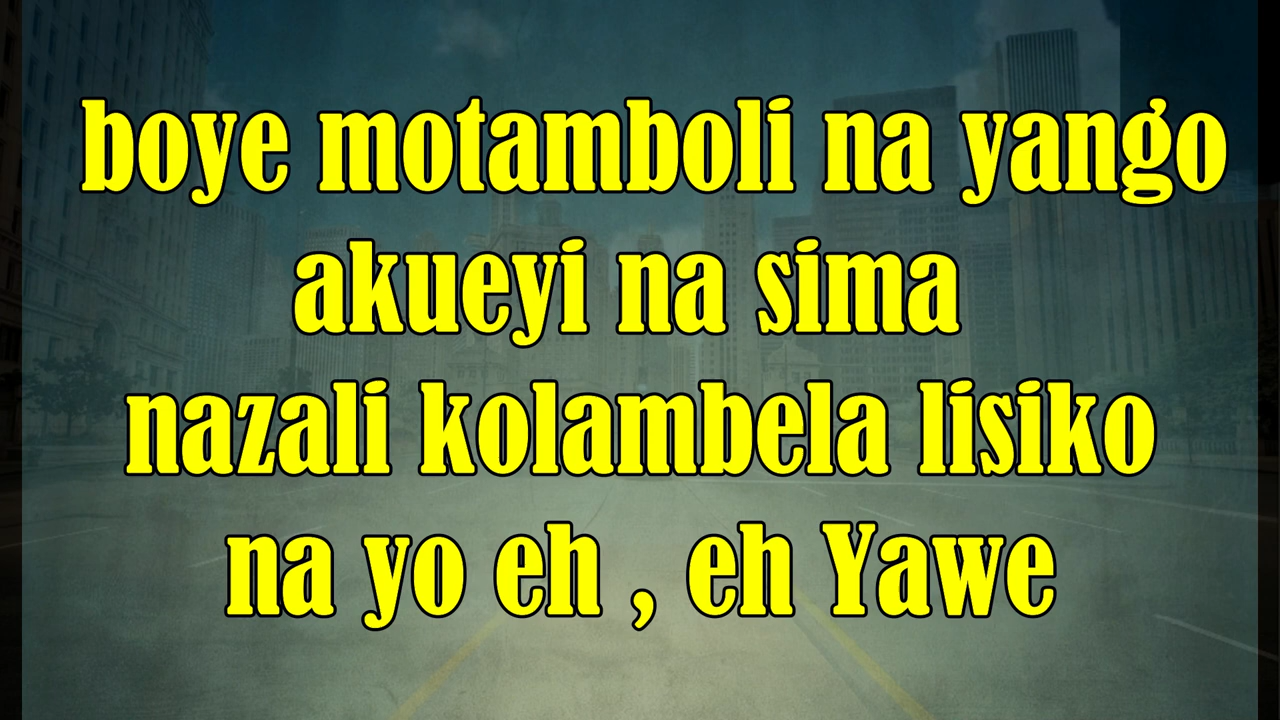 boye motamboli na yango
akueyi na sima
nazali kolambela lisiko
na yo eh , eh Yawe